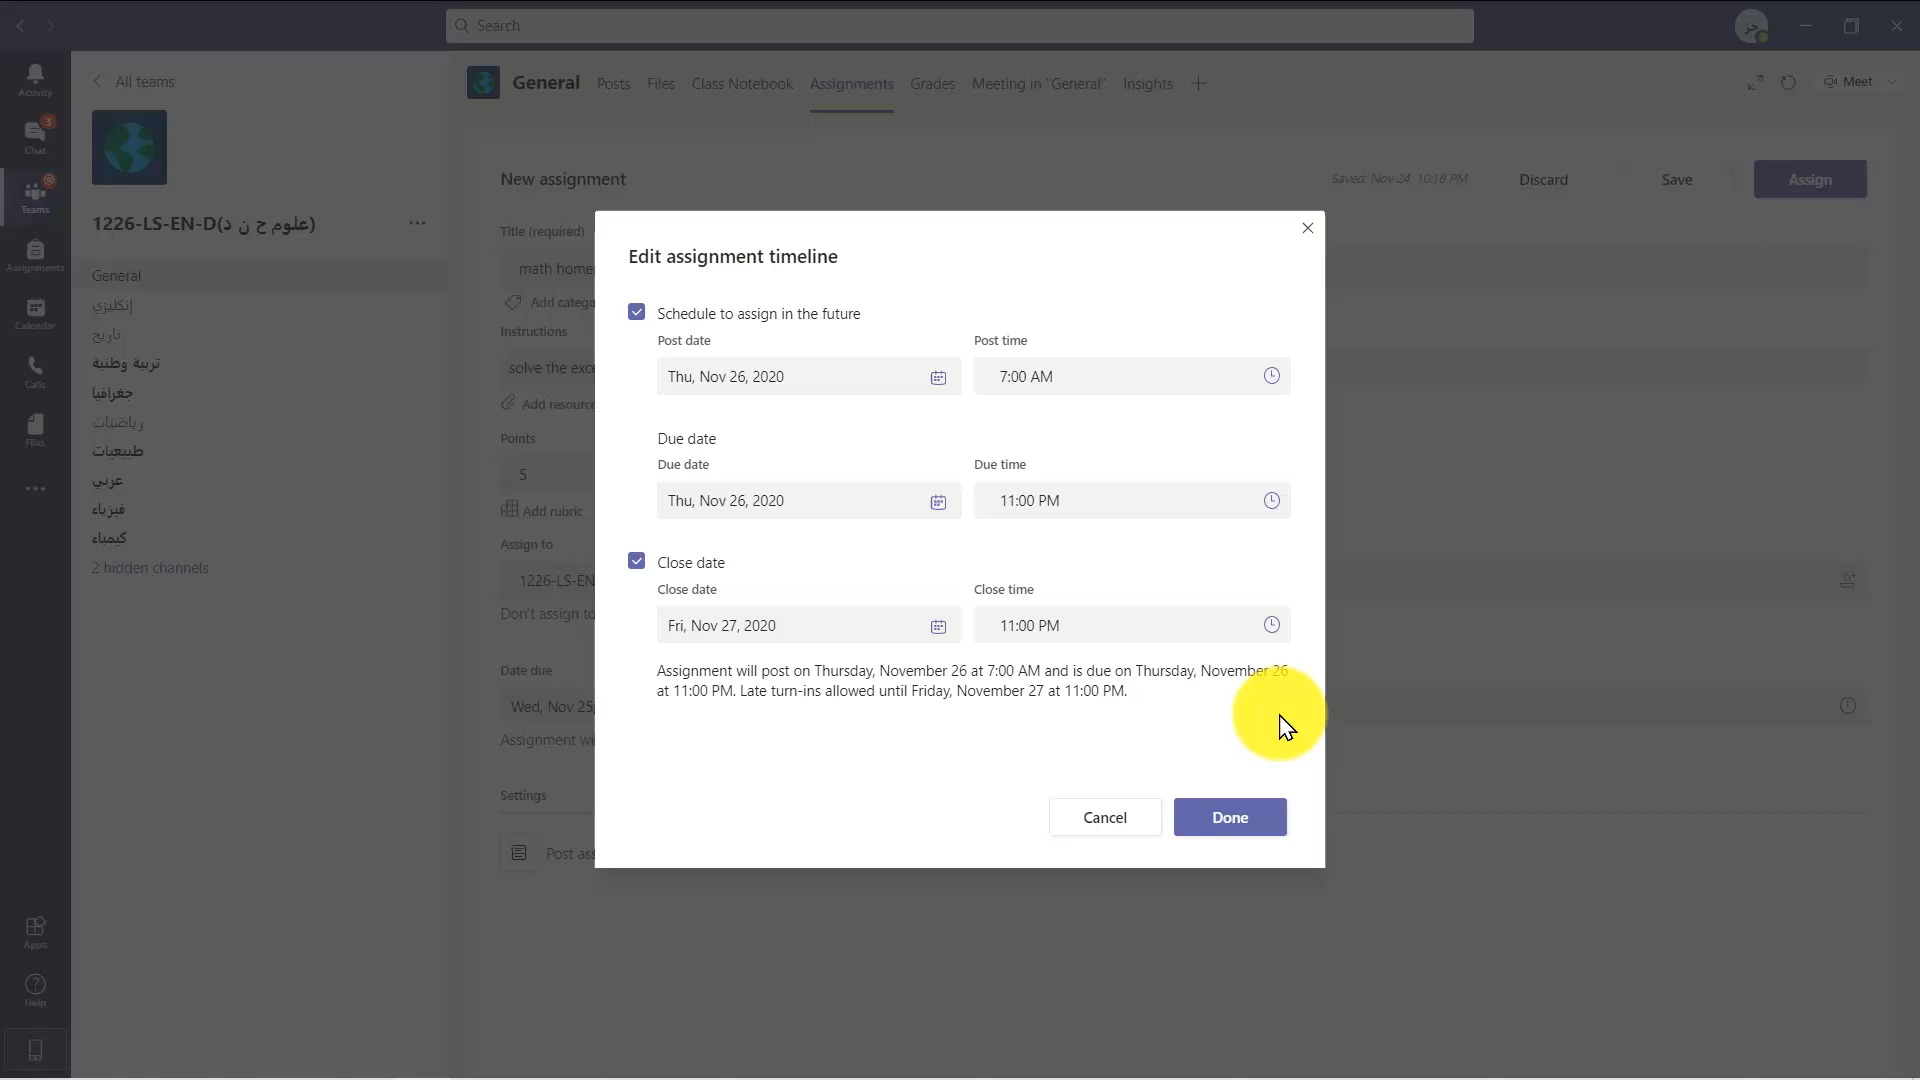 Search
Activity
Chat
3
Teams
Assignments
Calendar
Calls
Files
Apps
Help
All teams
1226-LS-EN-D(علوم ح ن د)
General
إنكليزي
تاريخ
تربية وطنية
جغرافيا
رياضيات
طبيعيات
عربي
فيزياء
كيمياء
2 hidden channels
General Posts Files Class Notebook Assignments Grades Meeting in "General" Insights
Meet
New assignment
Saved: Nov 24, 10:18 PM Discard Save Assign
Title (required)
math home
Add catego
Instructions
solve the exce
Add resource
Points
5
Add rubric
Assign to
1226-LS-EN
Don't assign to
Date due
Wed, Nov 25,
Assignment wi
Settings
Post ass
Edit assignment timeline
Schedule to assign in the future
Post date Post time
Thu, Nov 26, 2020 7:00 AM
Due date
Due date Due time
Thu, Nov 26, 2020 11:00 PM
Close date
Close date Close time
Fri, Nov 27, 2020 11:00 PM
Assignment will post on Thursday, November 26 at 7:00 AM and is due on Thursday, November 26
at 11:00 PM. Late turn-ins allowed until Friday, November 27 at 11:00 PM.
Cancel Done